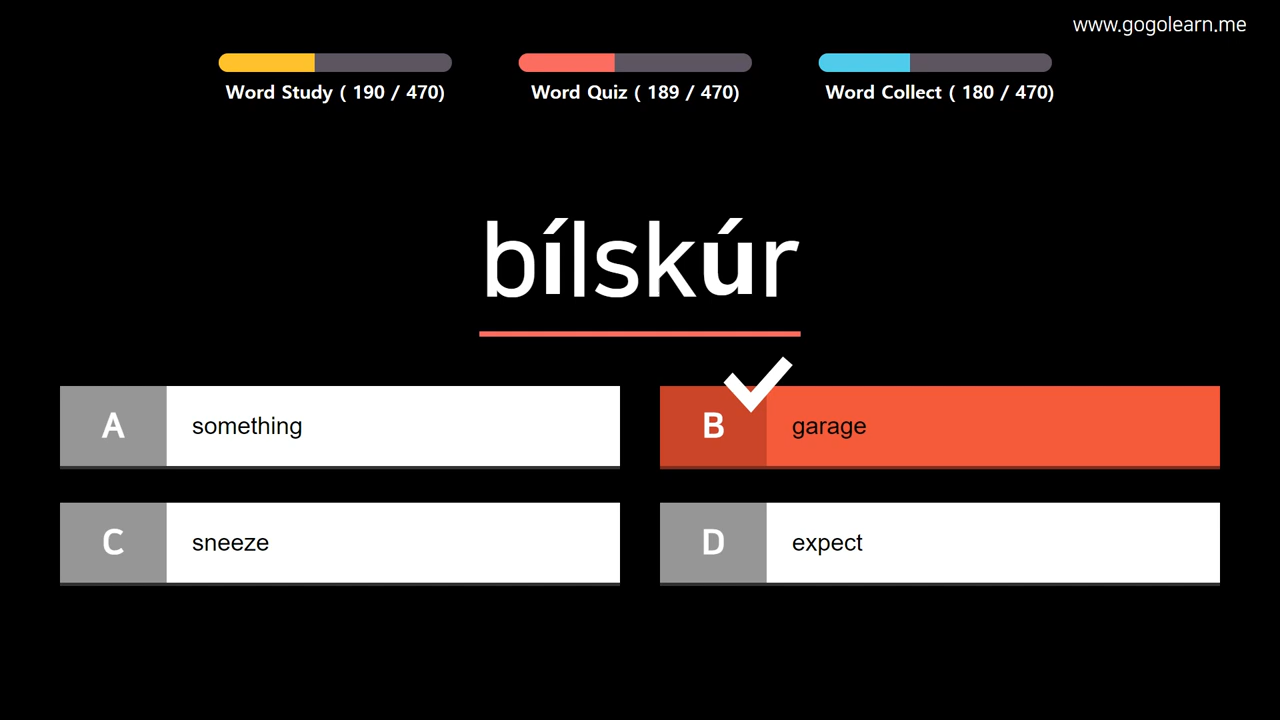 www.gogolearn.me
Word Study ( 190 / 470)
Word Quiz ( 189 / 470)
Word Collect ( 180 / 470)
bílskúr
A something
B garage
C sneeze
D expect